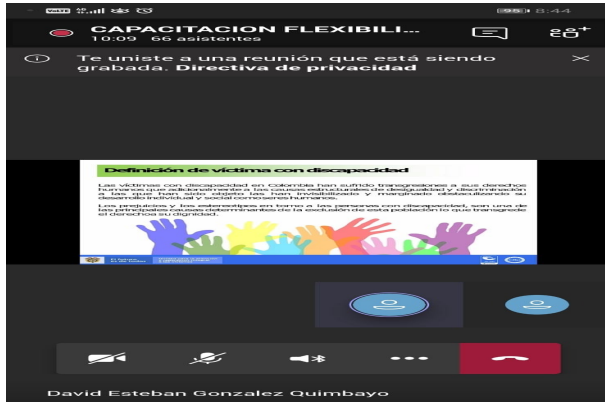 95 8:44
CAPACITACION FLEXIBILI...
10:09 66 asistentes
Te uniste a una reunión que está siendo
grabada. Directiva de privacidad
Definición de víctima con discapacidad
Las víctimas con discapacidad en Colombia han sufrido transgresiones a sus derechos
humanos que adicionalmente a las causas estructurales de desigualdad y discriminación
a las que han sido objeto las han invisibilizado y marginado obstaculizando su
desarrollo individual y social como seres humanos.
Los prejuicios y los estereotipos en torno a las personas con discapacidad, son una de
las principales causas determinantes de la exclusión de esta población lo que transgrede
el derecho a su dignidad.
David Esteban Gonzalez Quimbayo